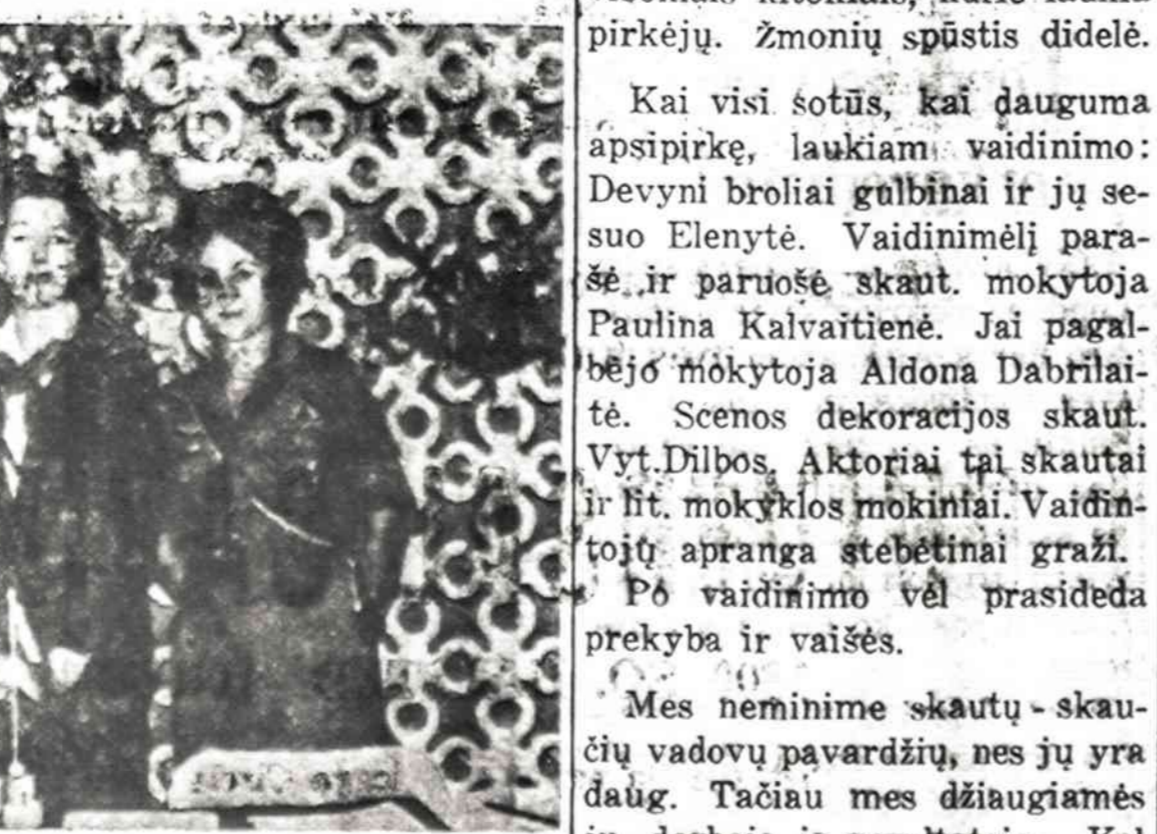 pirkėjų. Žmonių spūstis didelė.
Kai visi sotūs, kai dauguma
apsipirkę, laukiam vaidinimo:
Devyni broliai gulbinai ir jų se-
suo Elenytė. Vaidinimėlį para-
šė ir paruošė skaut. mokytoja
Paulina Kalvaitienė. Jai pagal-
bėjo mokytoja Aldona Dabrilai-
tė. Scenos dekoracijos skaut.
Vyt.Dilbos. Aktoriai tai skautai
ir lit. mokyklos mokiniai. Vaidin-
tojų apranga stebėtinai graži.
Po vaidinimo vėl prasideda
prekyba ir vaišės.
Mes neminime skautų - skau-
čių vadovų pavardžių, nes jų yra
daug. Tačiau mes džiaugiamės